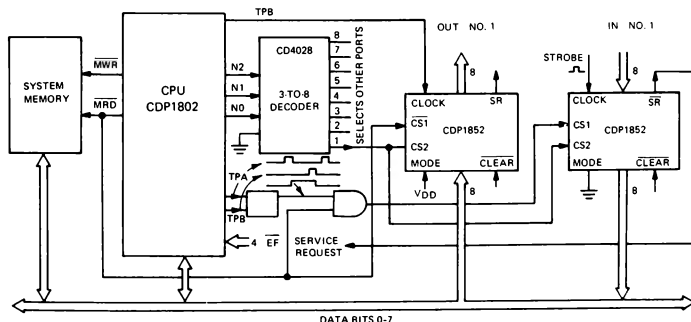 TPB
OUT NO. 1
IN NO. 1
SYSTEM
MEMORY
MWR
MRD
CPU
CDP1802
N2
N1
N0
CD4028
3-TO-8
DECODER
8
7
6
5
4
3
2
1
SELECTS OTHER PORTS
8
CLOCK
SR
CS1
CDP1852
CS2
MODE
CLEAR
VDD
8
STROBE
8
CLOCK
SR
CS1
CDP1852
CS2
MODE
CLEAR
8
TPA
TPB
4 EF
SERVICE
REQUEST
DATA BITS 0-7